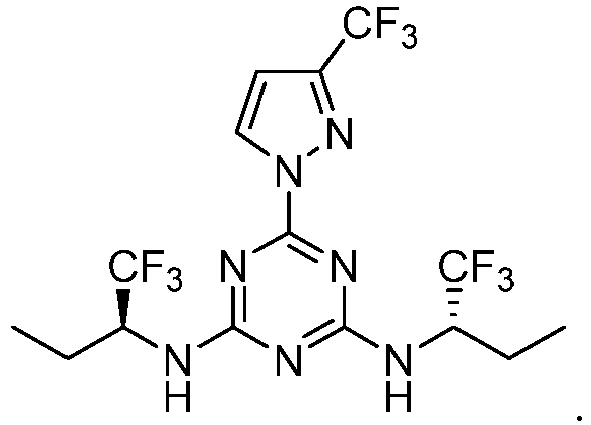 CF3
N
N
CF3 N N CF3
N H N N H
.